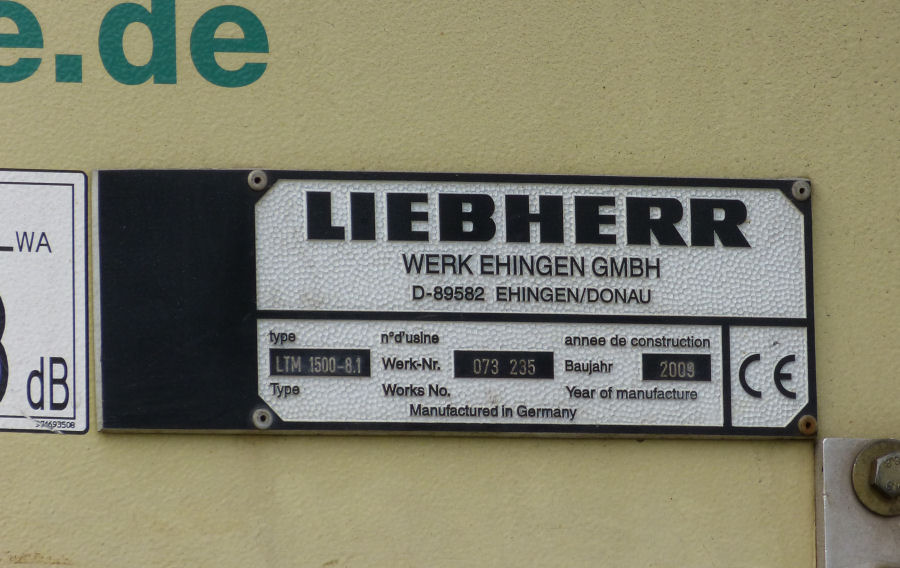 e.de
WA
dB
LIEBHERR
WERK EHINGEN GMBH
D-89582 EHINGEN/DONAU
type n°d'usine annee de construction
LTM 1500-8.1 Werk-Nr. 073 235 Baujahr 2009
Type Works No. Year of manufacture
Manufactured in Germany
CE